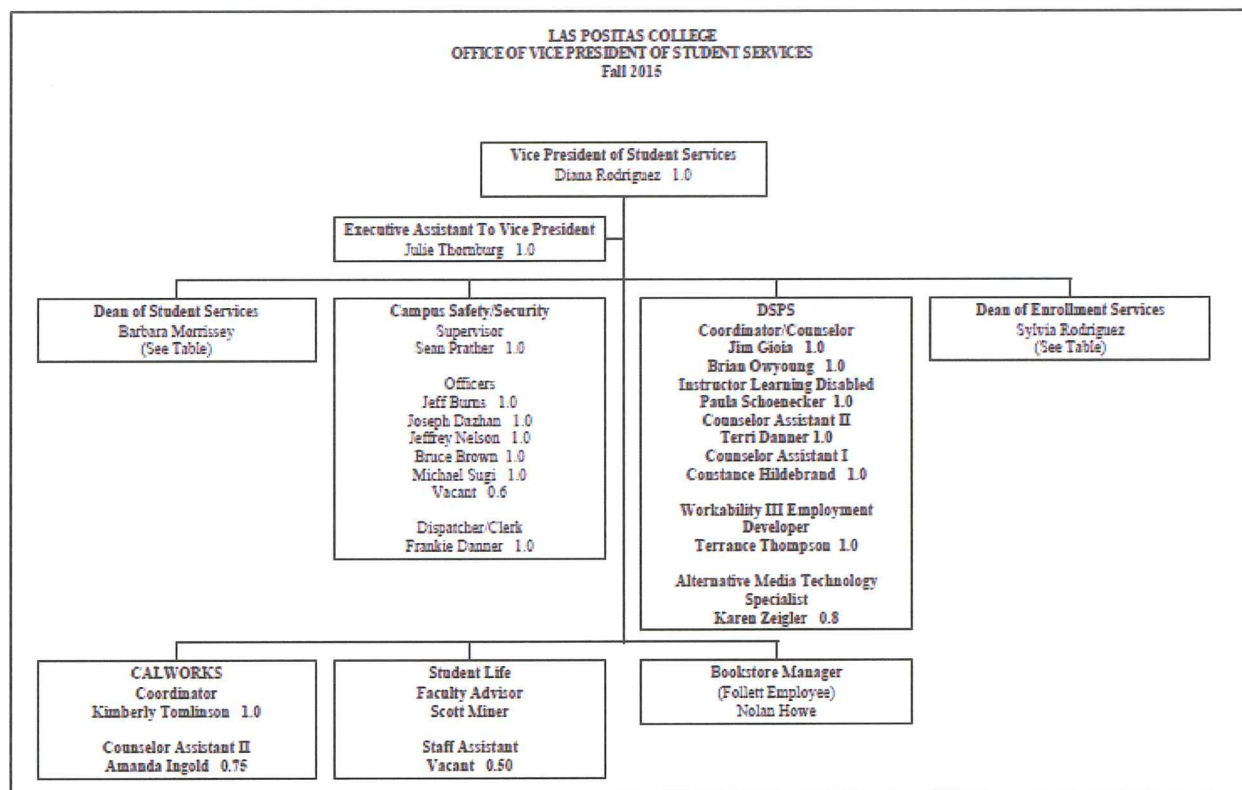 LAS POSITAS COLLEGE
OFFICE OF VICE PRESIDENT OF STUDENT SERVICES
Fall 2015
Vice President of Student Services
Diana Rodriguez 1.0
Executive Assistant To Vice President
Julie Thornburg 1.0
Dean of Student Services
Barbara Morrissey
(See Table)
Campus Safety/Security
Supervisor
Sean Prather 1.0
Officers
Jeff Burns 1.0
Joseph Dazhan 1.0
Jeffrey Nelson 1.0
Bruce Brown 1.0
Michael Sugi 1.0
Vacant 0.6
Dispatcher/Clerk
Frankie Danner 1.0
DSPS
Coordinator/Counselor
Jim Gioia 1.0
Brian Owyoung 1.0
Instructor Learning Disabled
Paula Schoenecker 1.0
Counselor Assistant II
Terri Danner 1.0
Counselor Assistant I
Constance Hildebrand 1.0
Workability III Employment
Developer
Terrance Thompson 1.0
Alternative Media Technology
Specialist
Karen Zeigler 0.8
Dean of Enrollment Services
Sylvia Rodriguez
(See Table)
CALWORKS
Coordinator
Kimberly Tomlinson 1.0
Counselor Assistant II
Amanda Ingold 0.75
Student Life
Faculty Advisor
Scott Miner
Staff Assistant
Vacant 0.50
Bookstore Manager
(Follett Employee)
Nolan Howe